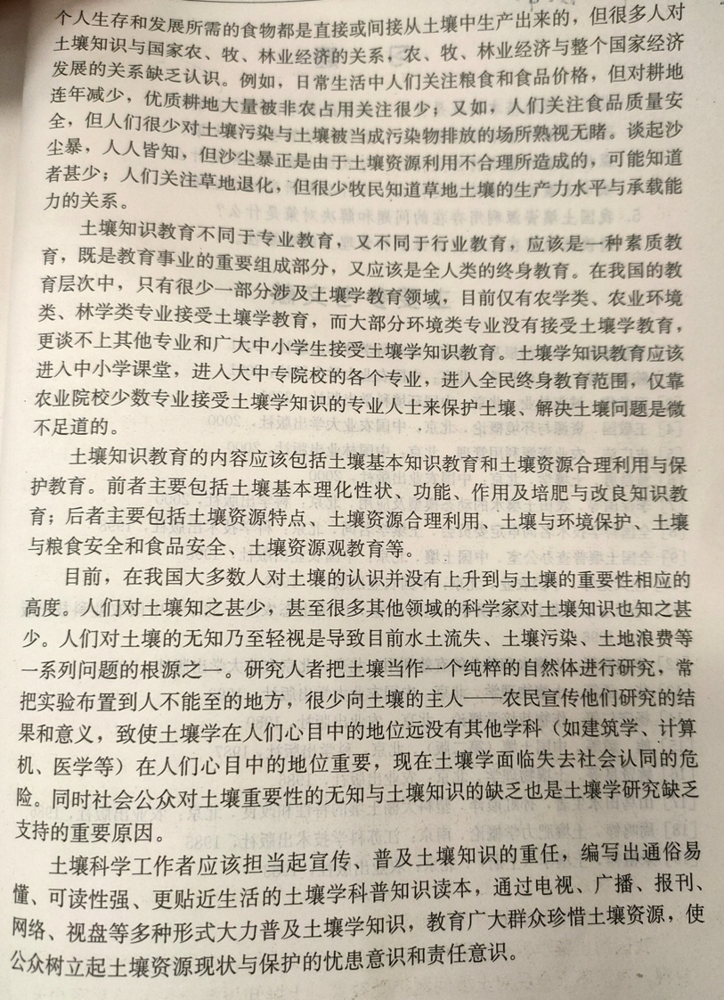 个人生存和发展所需的食物都是直接或间接从土壤中生产出来的，但很多人对
土壤知识与国家农、牧、林业经济的关系，农、牧、林业经济与整个国家经济
发展的关系缺乏认识。例如，日常生活中人们关注粮食和食品价格，但对耕地
连年减少，优质耕地大量被非农占用关注很少；又如，人们关注食品质量安
全，但人们很少对土壤污染与土壤被当成污染物排放的场所熟视无睹。谈起沙
尘暴，人人皆知，但沙尘暴正是由于土壤资源利用不合理所造成的，可能知道
者甚少；人们关注草地退化，但很少牧民知道草地土壤的生产力水平与承载能
力的关系。
土壤知识教育不同于专业教育，又不同于行业教育，应该是一种素质教
育，既是教育事业的重要组成部分，又应该是全人类的终身教育。在我国的教
育层次中，只有很少一部分涉及土壤学教育领域，目前仅有农学类、农业环境
类、林学类专业接受土壤学教育，而大部分环境类专业没有接受土壤学教育，
更谈不上其他专业和广大中小学生接受土壤学知识教育。土壤学知识教育应该
进入中小学课堂，进入大中专院校的各个专业，进入全民终身教育范围，仅靠
农业院校少数专业接受土壤学知识的专业人士来保护土壤、解决土壤问题是微
不足道的。
土壤知识教育的内容应该包括土壤基本知识教育和土壤资源合理利用与保
护教育。前者主要包括土壤基本理化性状、功能、作用及培肥与改良知识教
育；后者主要包括土壤资源特点、土壤资源合理利用、土壤与环境保护、土壤
与粮食安全和食品安全、土壤资源观教育等。
目前，在我国大多数人对土壤的认识并没有上升到与土壤的重要性相应的
高度。人们对土壤知之甚少，甚至很多其他领域的科学家对土壤知识也知之甚
少。人们对土壤的无知乃至轻视是导致目前水土流失、土壤污染、土地浪费等
一系列问题的根源之一。研究人者把土壤当作一个纯粹的自然体进行研究，常
把实验布置到人不能至的地方，很少向土壤的主人——农民宣传他们研究的结
果和意义，致使土壤学在人们心目中的地位远没有其他学科（如建筑学、计算
机、医学等）在人们心目中的地位重要，现在土壤学面临失去社会认同的危
险。同时社会公众对土壤重要性的无知与土壤知识的缺乏也是土壤学研究缺乏
支持的重要原因。
土壤科学工作者应该担当起宣传、普及土壤知识的重任，编写出通俗易
懂、可读性强、更贴近生活的土壤学科普知识读本，通过电视、广播、报刊、
网络、视盘等多种形式大力普及土壤学知识，教育广大群众珍惜土壤资源，使
公众树立起土壤资源现状与保护的忧患意识和责任意识。